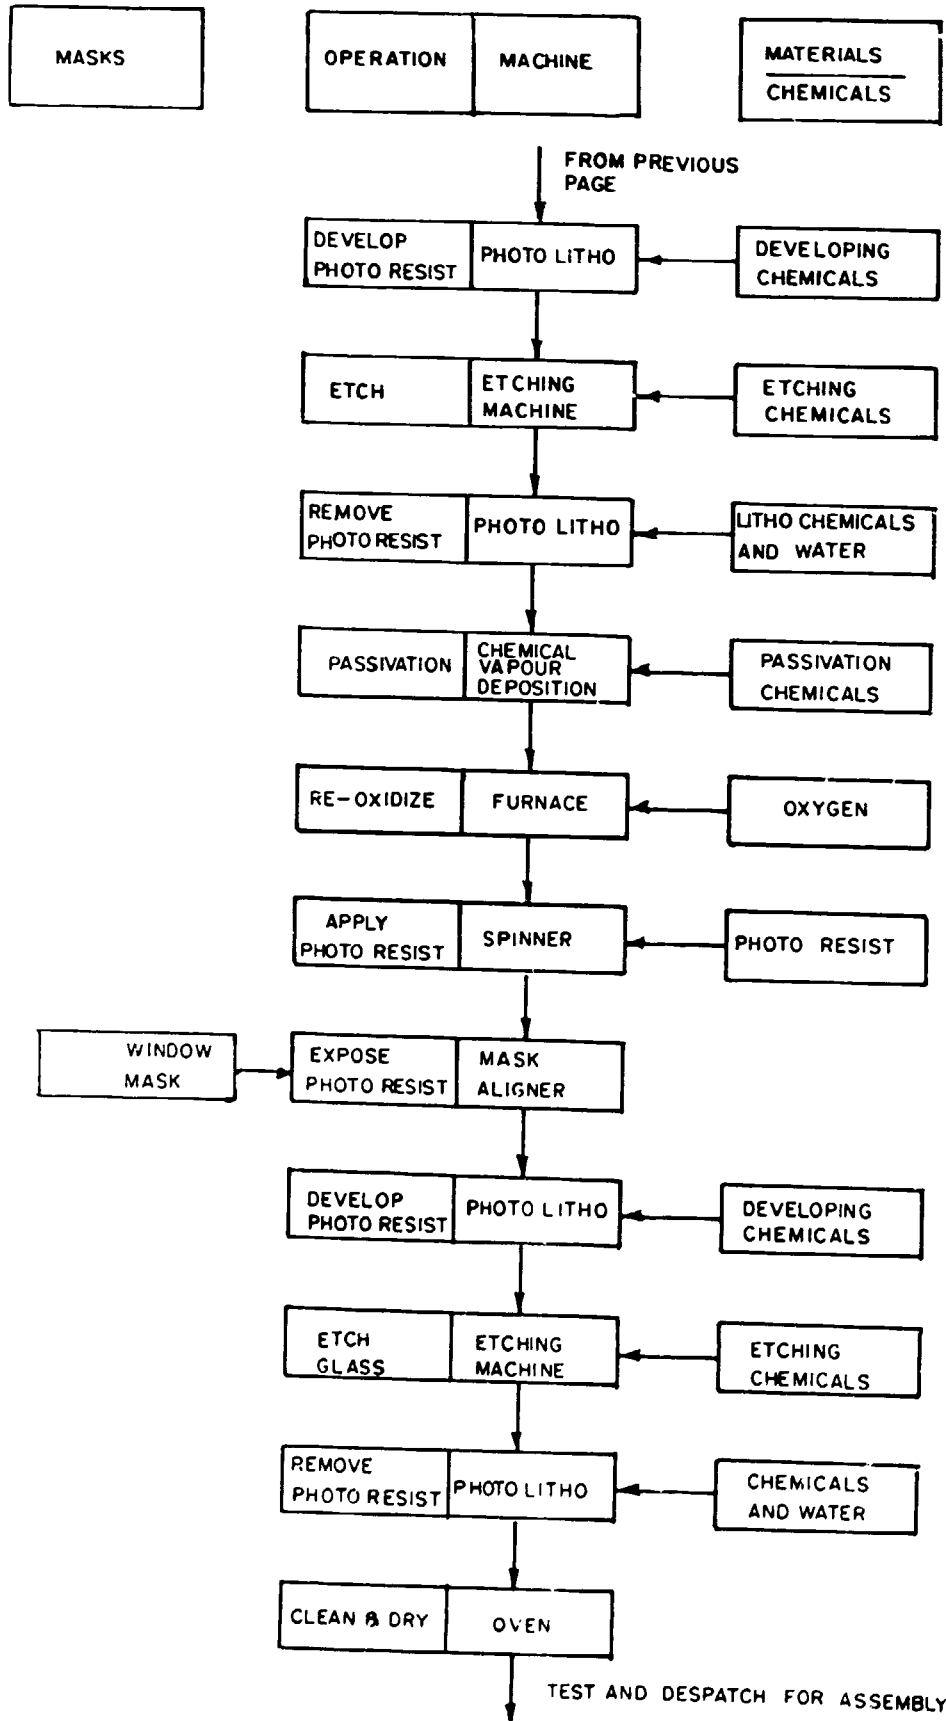 MASKS
OPERATION
MACHINE
MATERIALS
CHEMICALS
FROM PREVIOUS
PAGE
DEVELOP
PHOTO RESIST
PHOTO LITHO
DEVELOPING
CHEMICALS
ETCH
ETCHING
MACHINE
ETCHING
CHEMICALS
REMOVE
PHOTO RESIST
PHOTO LITHO
LITHO CHEMICALS
AND WATER
PASSIVATION
CHEMICAL
VAPOUR
DEPOSITION
PASSIVATION
CHEMICALS
RE-OXIDIZE
FURNACE
OXYGEN
APPLY
PHOTO RESIST
SPINNER
PHOTO RESIST
WINDOW
MASK
EXPOSE
PHOTO RESIST
MASK
ALIGNER
DEVELOP
PHOTO RESIST
PHOTO LITHO
DEVELOPING
CHEMICALS
ETCH
GLASS
ETCHING
MACHINE
ETCHING
CHEMICALS
REMOVE
PHOTO RESIST
PHOTO LITHO
CHEMICALS
AND WATER
CLEAN & DRY
OVEN
TEST AND DESPATCH FOR ASSEMBLY